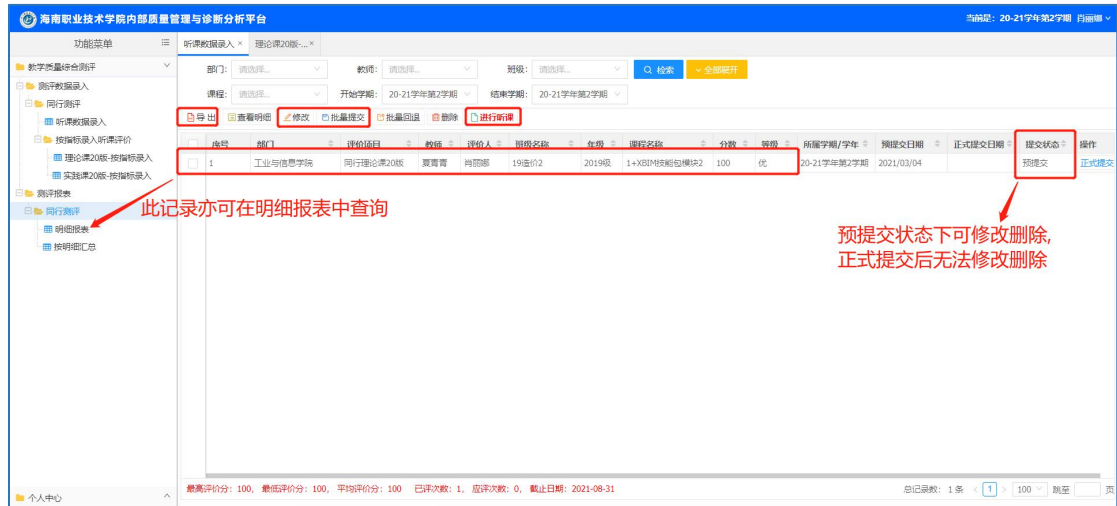 海南职业技术学院内部质量管理与诊断分析平台 当前是：20-21学年第2学期 肖丽娜
功能菜单 听课数据录入 × 理论课20版-...×
教学质量综合测评
测评数据录入
同行测评
听课数据录入
按指标录入听课评价
理论课20版-按指标录入
实践课20版-按指标录入
测评报表
同行测评
明细报表
按明细汇总
个人中心
部门: 请选择... 教师: 请选择... 班级: 请选择... 检索 全部展开
课程: 请选择... 开始学期: 20-21学年第2学期 结束学期: 20-21学年第2学期
导出 查看明细 修改 批量提交 批量回退 删除 进行听课
序号 部门 评价项目 教师 评价人 班级名称 年级 课程名称 分数 等级 所属学期/学年 预提交日期 正式提交日期 提交状态 操作
1 工业与信息学院 同行理论课20版 夏菁菁 肖丽娜 19造价2 2019级 1+XBIM技能包模块2 100 优 20-21学年第2学期 2021/03/04 预提交 正式提交
此记录亦可在明细报表中查询
预提交状态下可修改删除,
正式提交后无法修改删除
最高评价分：100， 最低评价分：100， 平均评价分：100 已评次数：1， 应评次数：0， 截止日期：2021-08-31
总记录数：1 条 < 1 > 100 跳至 页